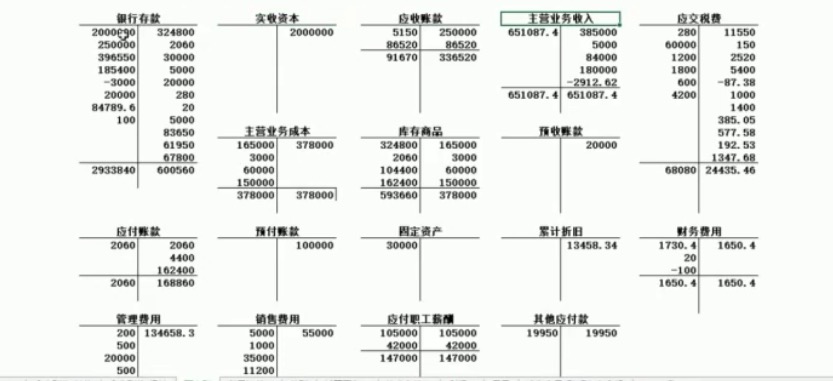 银行存款 实收资本 应收账款 主营业务收入 应交税费
2000000 324800 2000000 5150 250000 651087.4 385000 280 11550
250000 2060 86520 86520 5000 60000 150
396550 30000 91670 336520 84000 1200 2520
185400 5000 180000 1800 5400
-3000 20000 -2912.62 600 -87.38
20000 280 651087.4 651087.4 4200 1000
84789.6 20 1400
100 5000 385.05
83650 主营业务成本 库存商品 预收账款 577.58
61950 165000 378000 324800 165000 20000 192.53
67800 3000 2060 3000 1347.68
2933840 600560 60000 104400 60000 68080 24435.46
150000 162400 150000
378000 378000 593660 378000
应付账款 预付账款 固定资产 累计折旧 财务费用
2060 2060 100000 30000 13458.34 1730.4 1650.4
4400 20
162400 -100
2060 168860 1650.4 1650.4
管理费用 销售费用 应付职工薪酬 其他应付款
200 134658.3 5000 55000 105000 105000 19950 19950
500 1000 42000 42000
20000 35000 147000 147000
500 11200